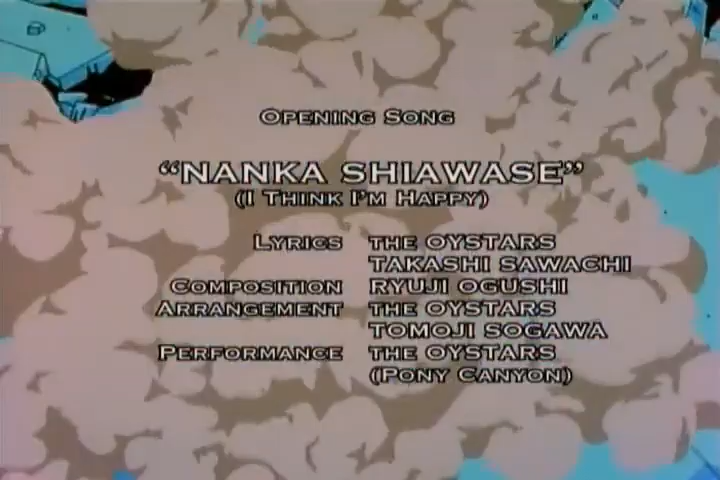 Opening Song
“NANKA SHIAWASE”
(I Think I'm Happy)
Lyrics THE OYSTARS
TAKASHI SAWACHI
Composition RYUJI OGUSHI
Arrangement THE OYSTARS
TOMOJI SOGAWA
Performance THE OYSTARS
(Pony Canyon)